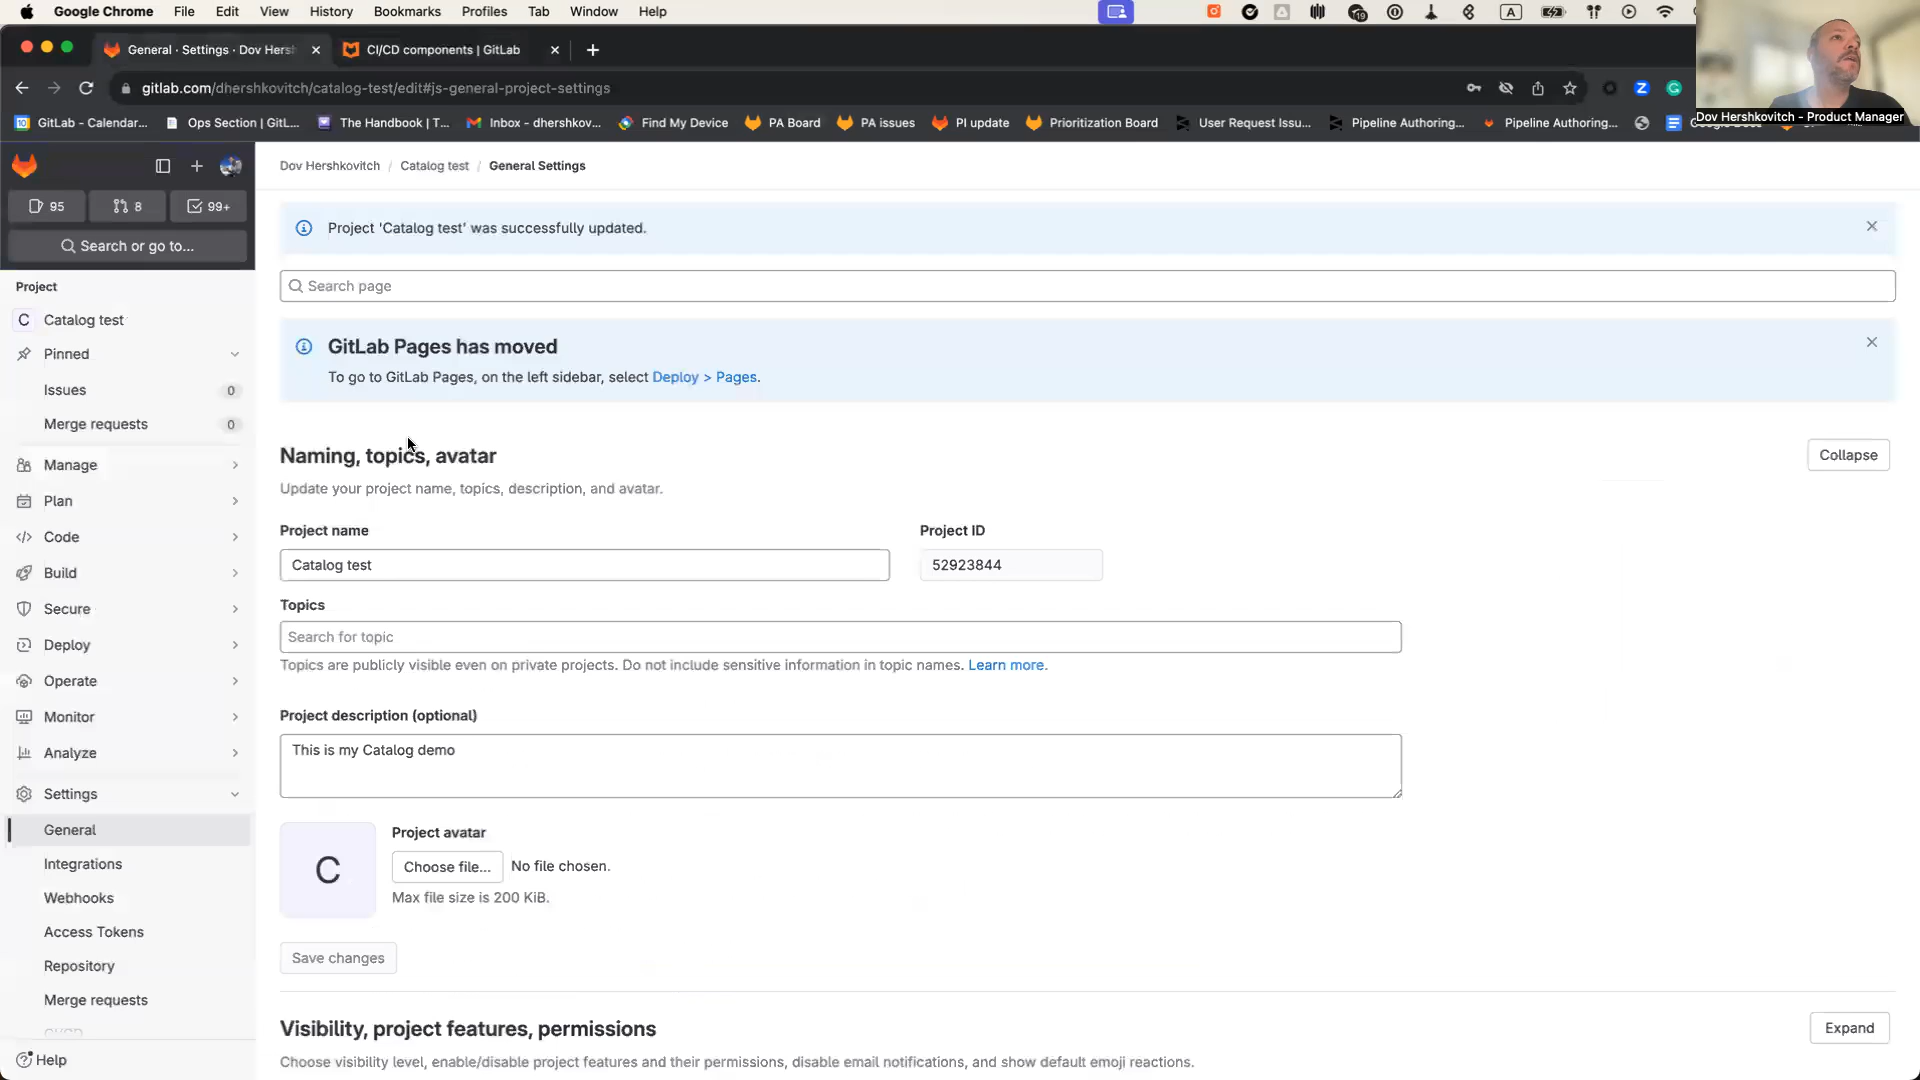 Google Chrome File Edit View History Bookmarks Profiles Tab Window Help
19 A
General · Settings · Dov Hersh
CI/CD components | GitLab
gitlab.com/dhershkovitch/catalog-test/edit#js-general-project-settings
Dov Hershkovitch - Product Manager
GitLab - Calendar...
Ops Section | GitL...
The Handbook | T...
Inbox - dhershkov...
Find My Device
PA Board
PA issues
PI update
Prioritization Board
User Request Issu...
Pipeline Authoring...
Pipeline Authoring...
95
8
99+
Search or go to...
Project
C Catalog test
Pinned
Issues 0
Merge requests 0
Manage
Plan
Code
Build
Secure
Deploy
Operate
Monitor
Analyze
Settings
General
Integrations
Webhooks
Access Tokens
Repository
Merge requests
Help
Dov Hershkovitch / Catalog test / General Settings
Project 'Catalog test' was successfully updated.
Search page
GitLab Pages has moved
To go to GitLab Pages, on the left sidebar, select Deploy > Pages.
Naming, topics, avatar
Collapse
Update your project name, topics, description, and avatar.
Project name
Project ID
Catalog test
52923844
Topics
Search for topic
Topics are publicly visible even on private projects. Do not include sensitive information in topic names. Learn more.
Project description (optional)
This is my Catalog demo
C
Project avatar
Choose file... No file chosen.
Max file size is 200 KiB.
Save changes
Visibility, project features, permissions
Expand
Choose visibility level, enable/disable project features and their permissions, disable email notifications, and show default emoji reactions.